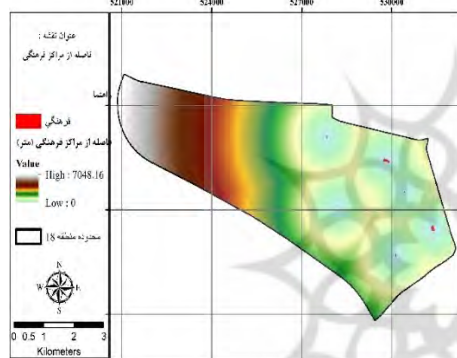 521000 524000 527000 530000
عنوان نقشه :
فاصله از مراکز فرهنگی
راهنما
فرهنگی
فاصله از مراکز فرهنگی (متر)
Value
High : 7048.16
Low : 0
محدوده منطقه 18
N
W E
S
0 0.5 1 2 3
Kilometers